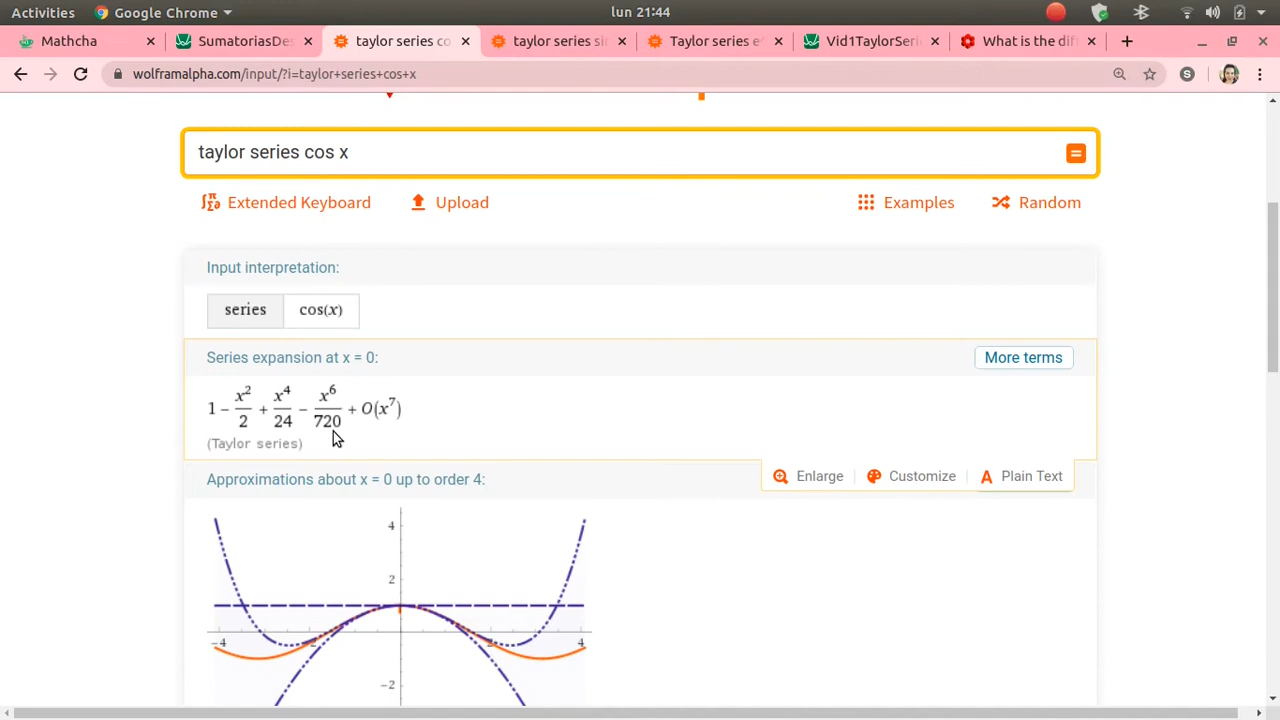 Activities Google Chrome lun 21:44
Mathcha SumatoriasDes taylor series co taylor series si Taylor series e Vid1TaylorSeri What is the dif
wolframalpha.com/input/?i=taylor+series+cos+x S
taylor series cos x =
Extended Keyboard Upload Examples Random
Input interpretation:
series cos(x)
Series expansion at x = 0: More terms
1 − x^2/2 + x^4/24 − x^6/720 + O(x^7)
(Taylor series)
Approximations about x = 0 up to order 4: Enlarge Customize A Plain Text
4
2
−4 2 2 4
−2